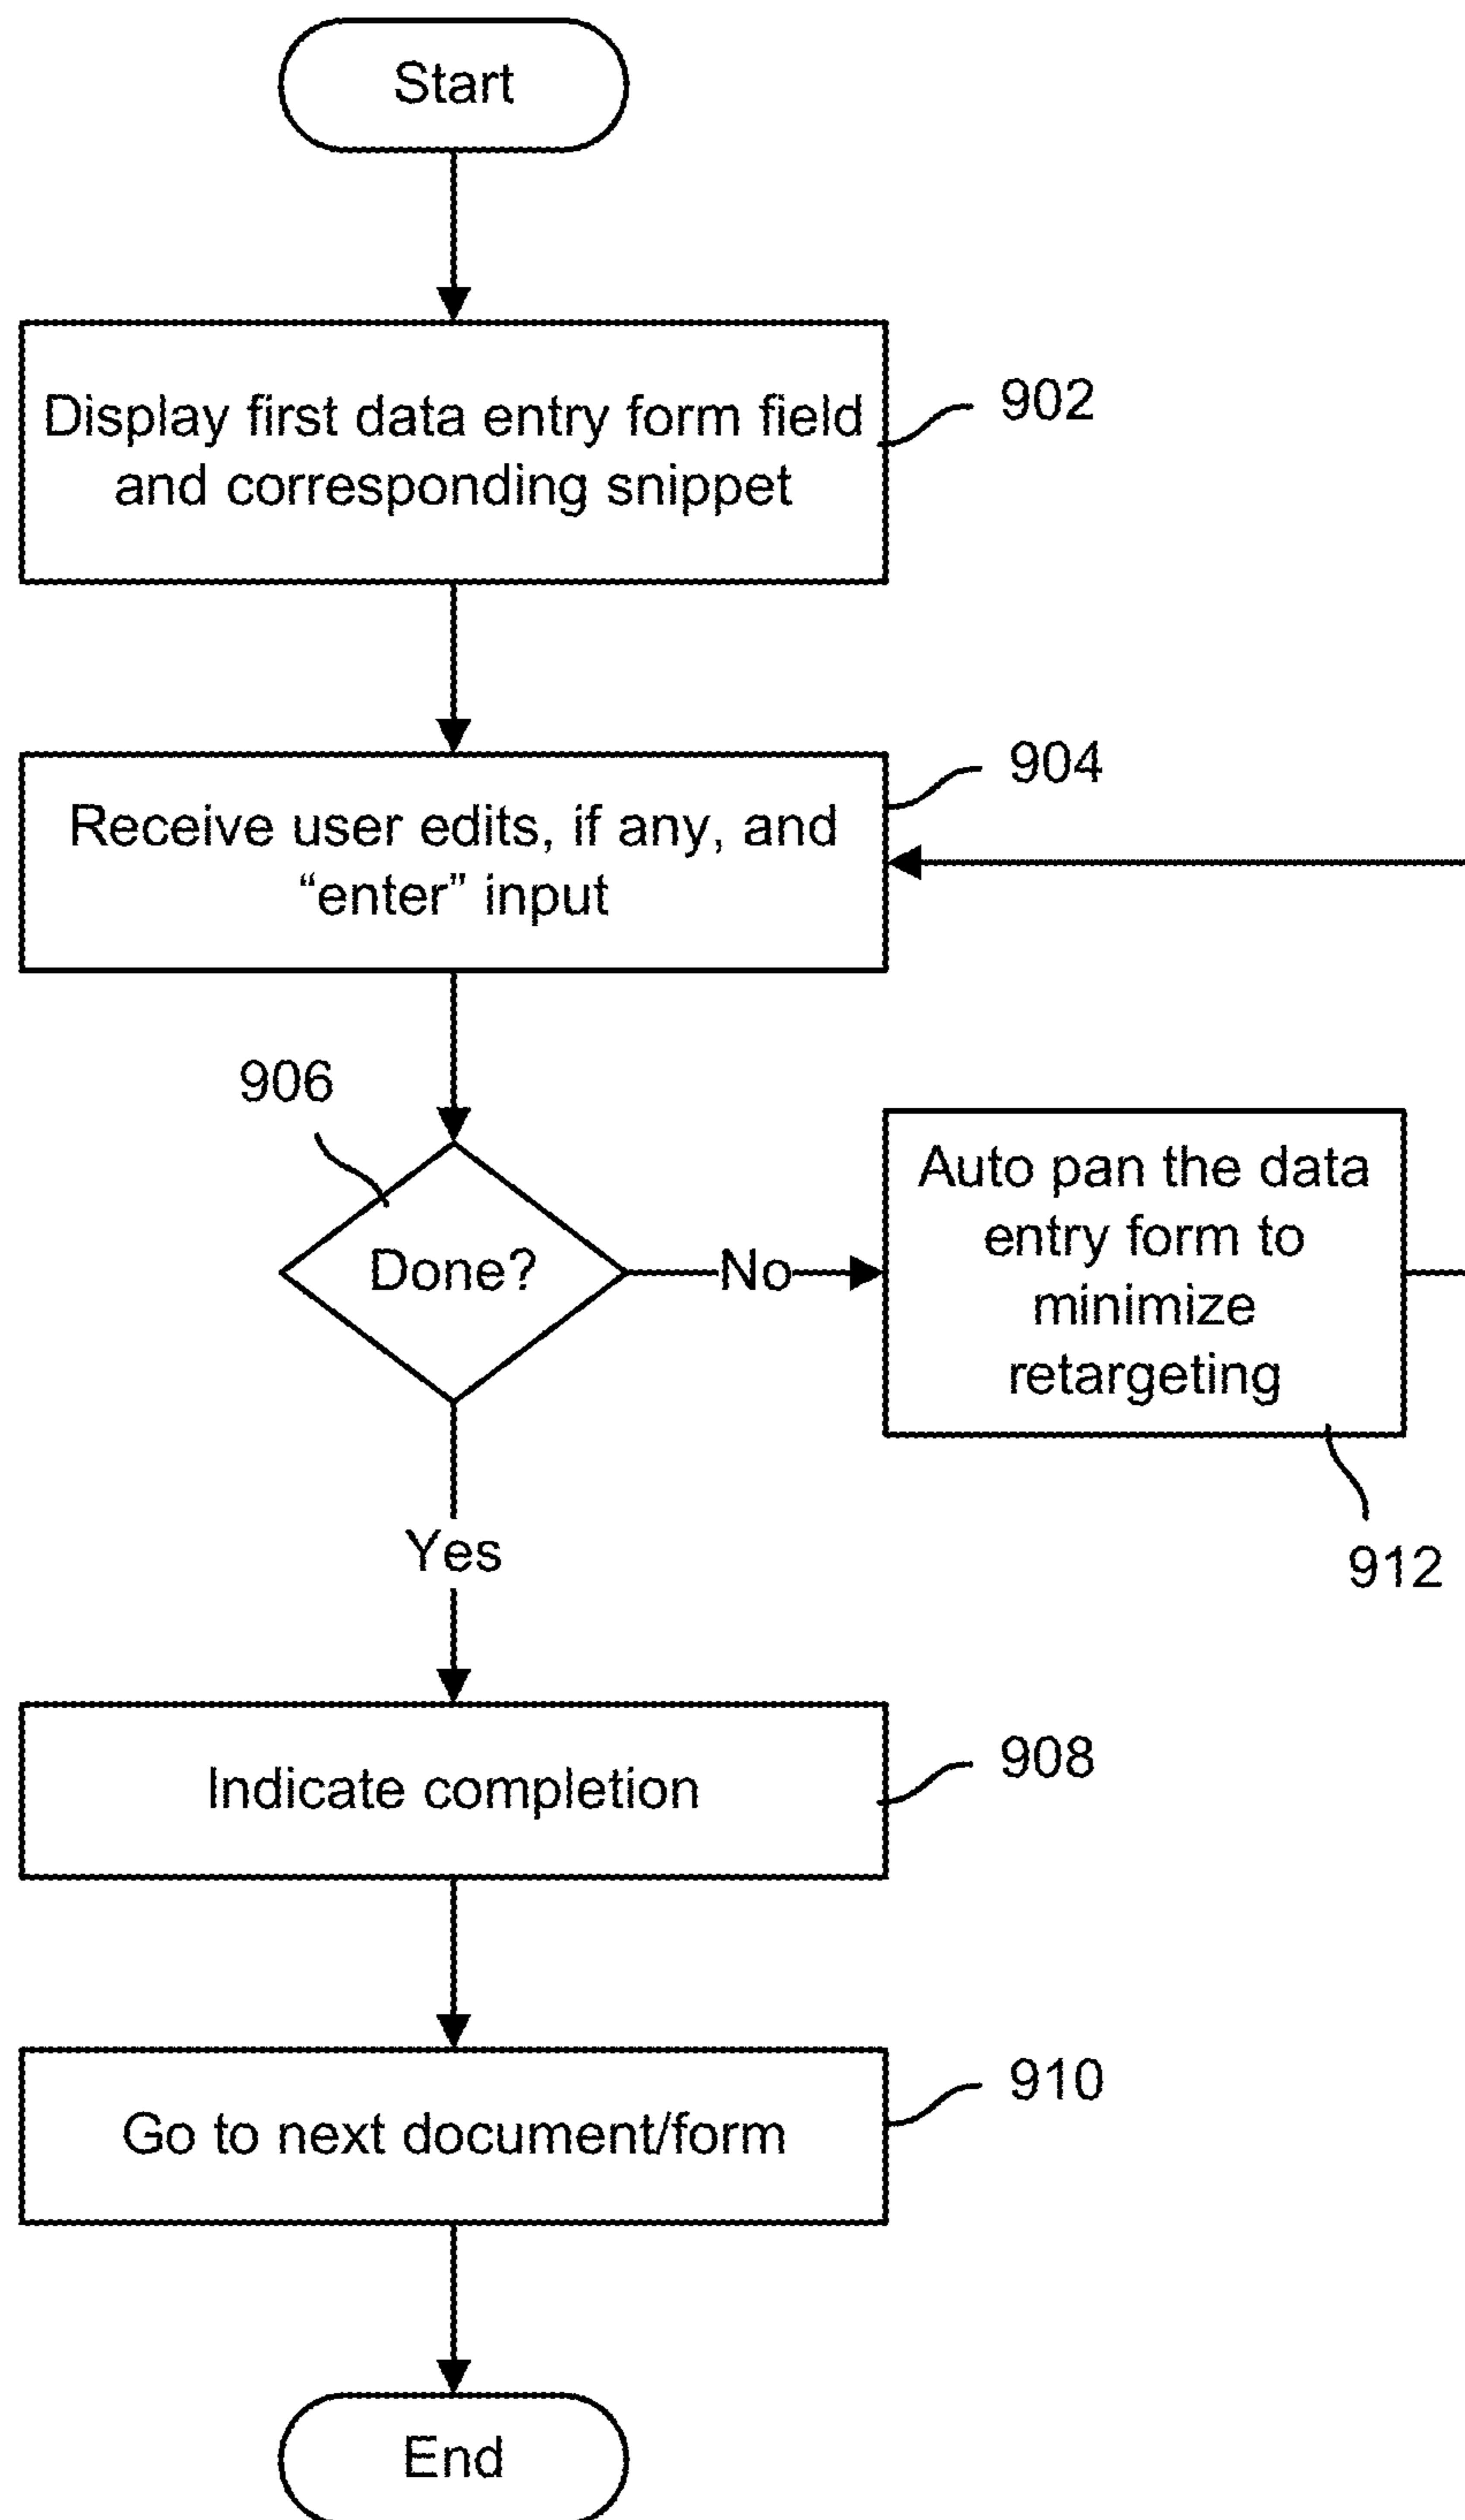 Start
Display first data entry form field
and corresponding snippet
902
Receive user edits, if any, and
“enter” input
904
906
Done?
No
Auto pan the data
entry form to
minimize
retargeting
912
Yes
Indicate completion
908
Go to next document/form
910
End